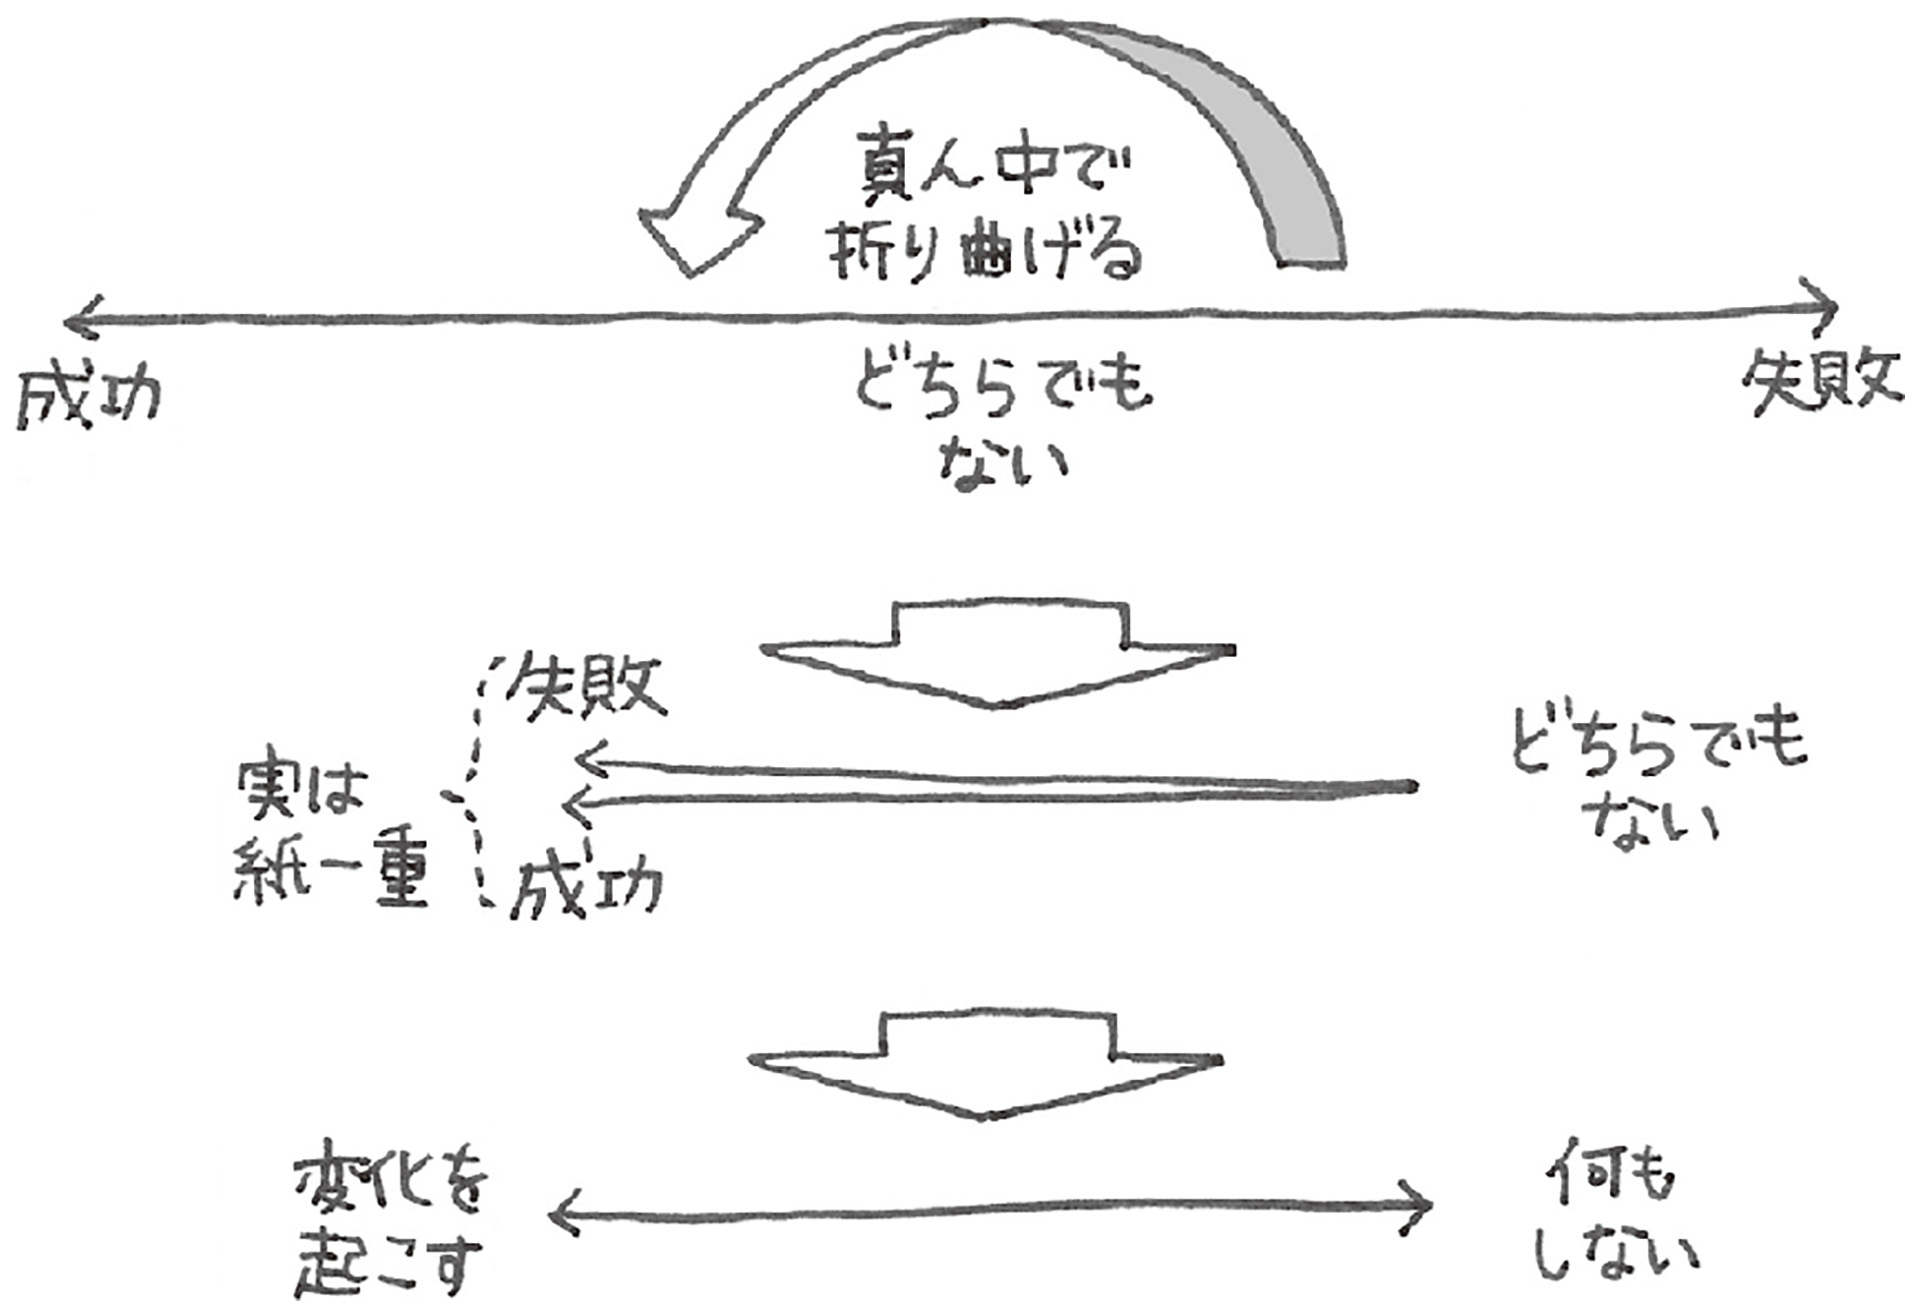 真ん中で
折り曲げる
成功
どちらでも
ない
失敗
失敗
実は
紙一重
成功
どちらでも
ない
変化を
起こす
何も
しない